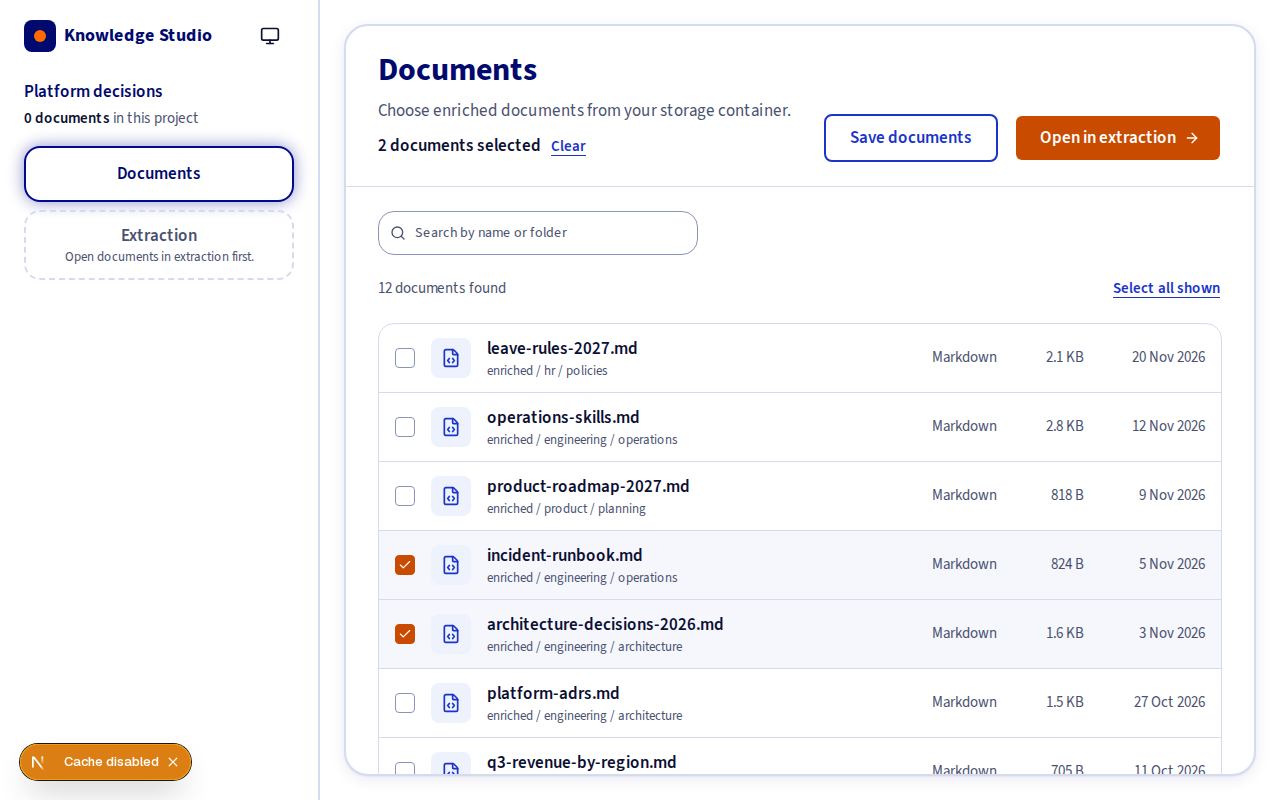 Knowledge Studio
Platform decisions
0 documents in this project
Documents
Extraction
Open documents in extraction first.
Cache disabled
Documents
Choose enriched documents from your storage container.
2 documents selected Clear
Save documents
Open in extraction →
Search by name or folder
12 documents found
Select all shown
leave-rules-2027.md
enriched / hr / policies
Markdown 2.1 KB 20 Nov 2026
operations-skills.md
enriched / engineering / operations
Markdown 2.8 KB 12 Nov 2026
product-roadmap-2027.md
enriched / product / planning
Markdown 818 B 9 Nov 2026
incident-runbook.md
enriched / engineering / operations
Markdown 824 B 5 Nov 2026
architecture-decisions-2026.md
enriched / engineering / architecture
Markdown 1.6 KB 3 Nov 2026
platform-adrs.md
enriched / engineering / architecture
Markdown 1.5 KB 27 Oct 2026
q3-revenue-by-region.md
Markdown 705 B 11 Oct 2026